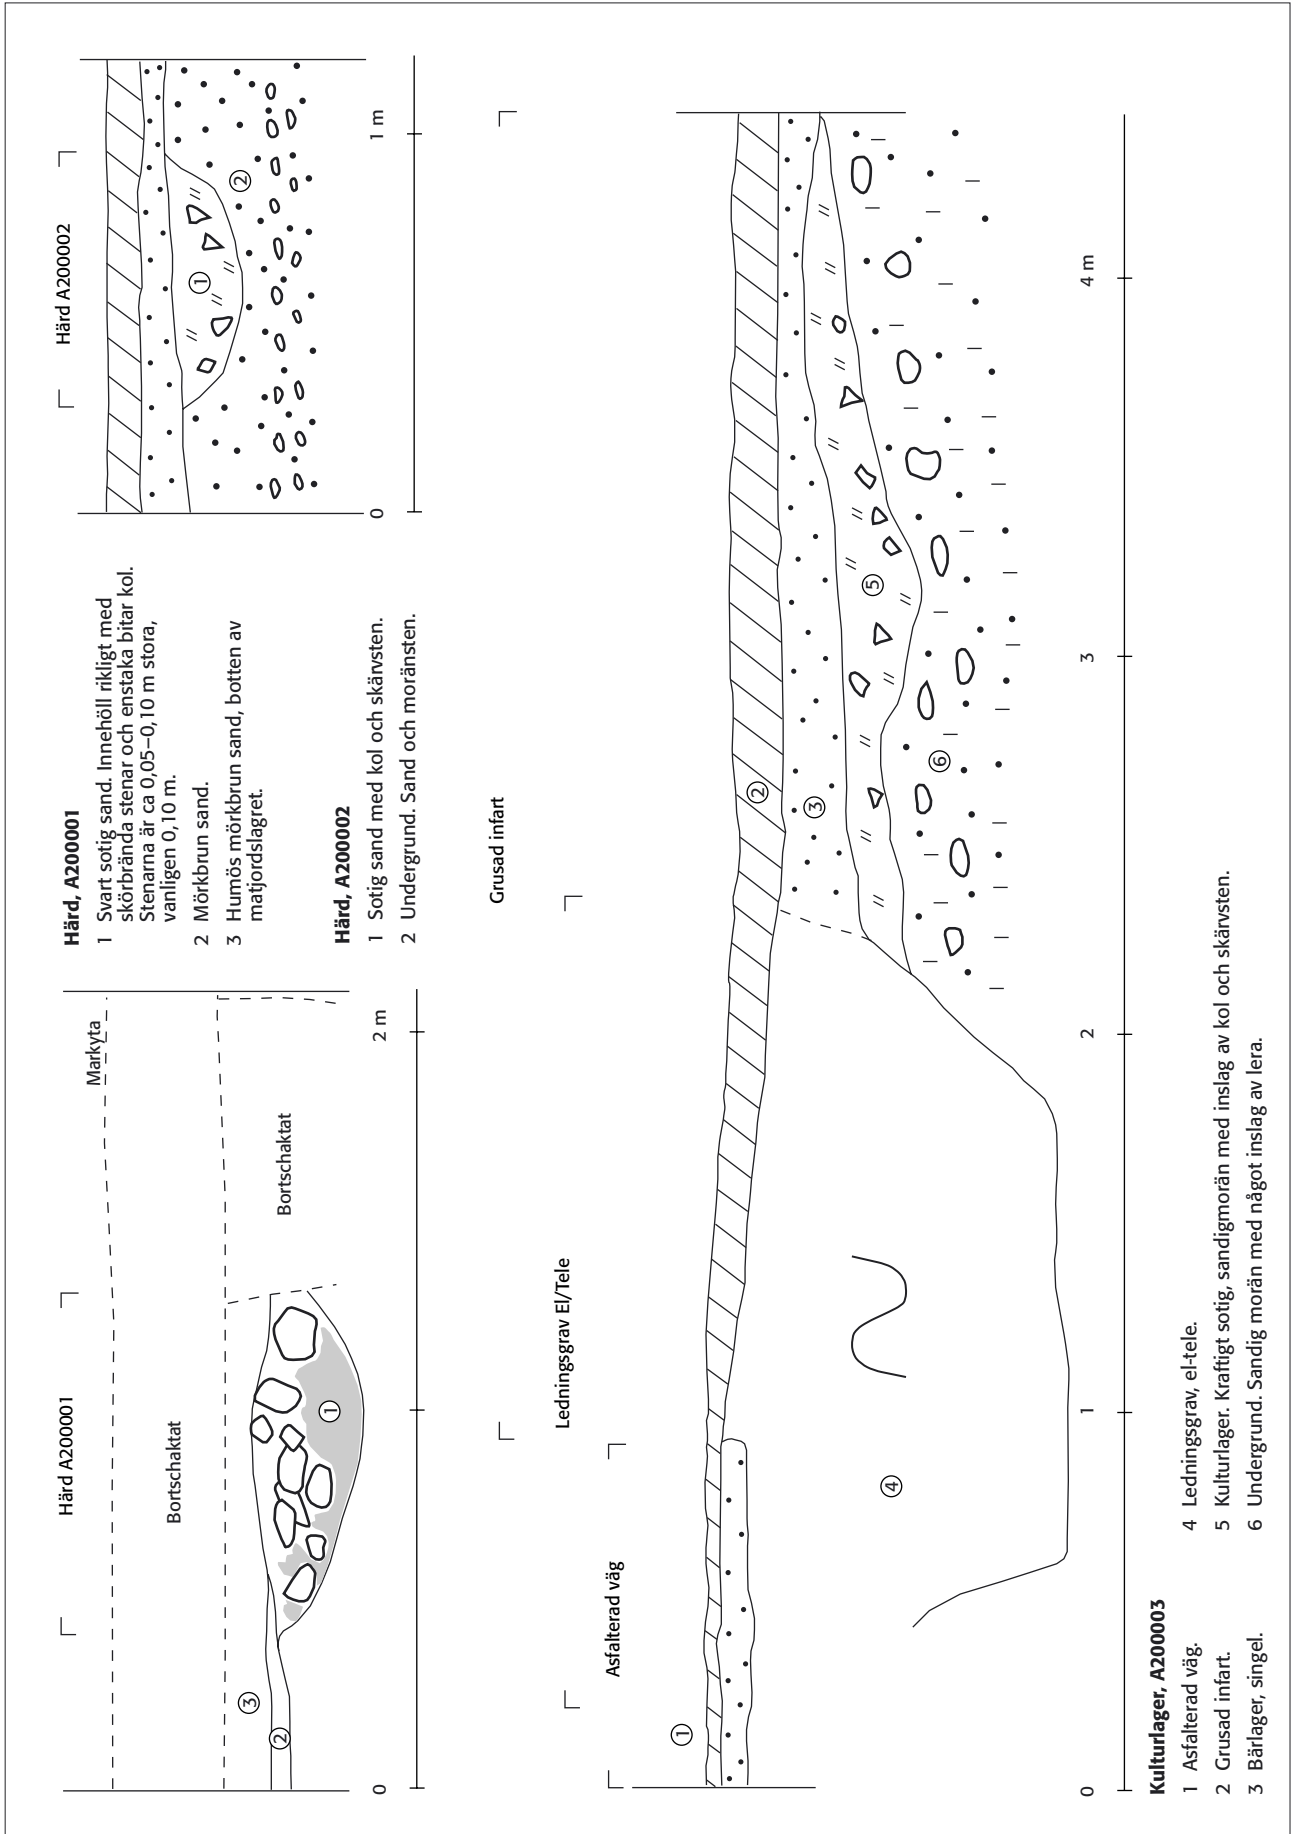 Härd A200001
Markyta
Bortschaktat
Bortschaktat
3
2
1
0
2 m
Härd, A200001
1 Svart sotig sand. Innehöll rikligt med
skörbrända stenar och enstaka bitar kol.
Stenarna är ca 0,05–0,10 m stora,
vanligen 0,10 m.
2 Mörkbrun sand.
3 Humös mörkbrun sand, botten av
matjordslagret.
Härd, A200002
1 Sotig sand med kol och skärvsten.
2 Undergrund. Sand och moränsten.
Härd A200002
1
2
0
1 m
Grusad infart
Ledningsgrav El/Tele
Asfalterad väg
1
2
3
4
5
6
0
1
2
3
4 m
Kulturlager, A200003
1 Asfalterad väg.
2 Grusad infart.
3 Bärlager, singel.
4 Ledningsgrav, el-tele.
5 Kulturlager. Kraftigt sotig, sandigmorän med inslag av kol och skärvsten.
6 Undergrund. Sandig morän med något inslag av lera.